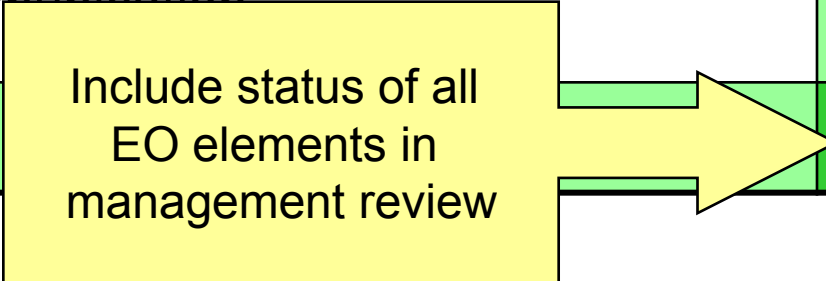 Include status of all
EO elements in
management review